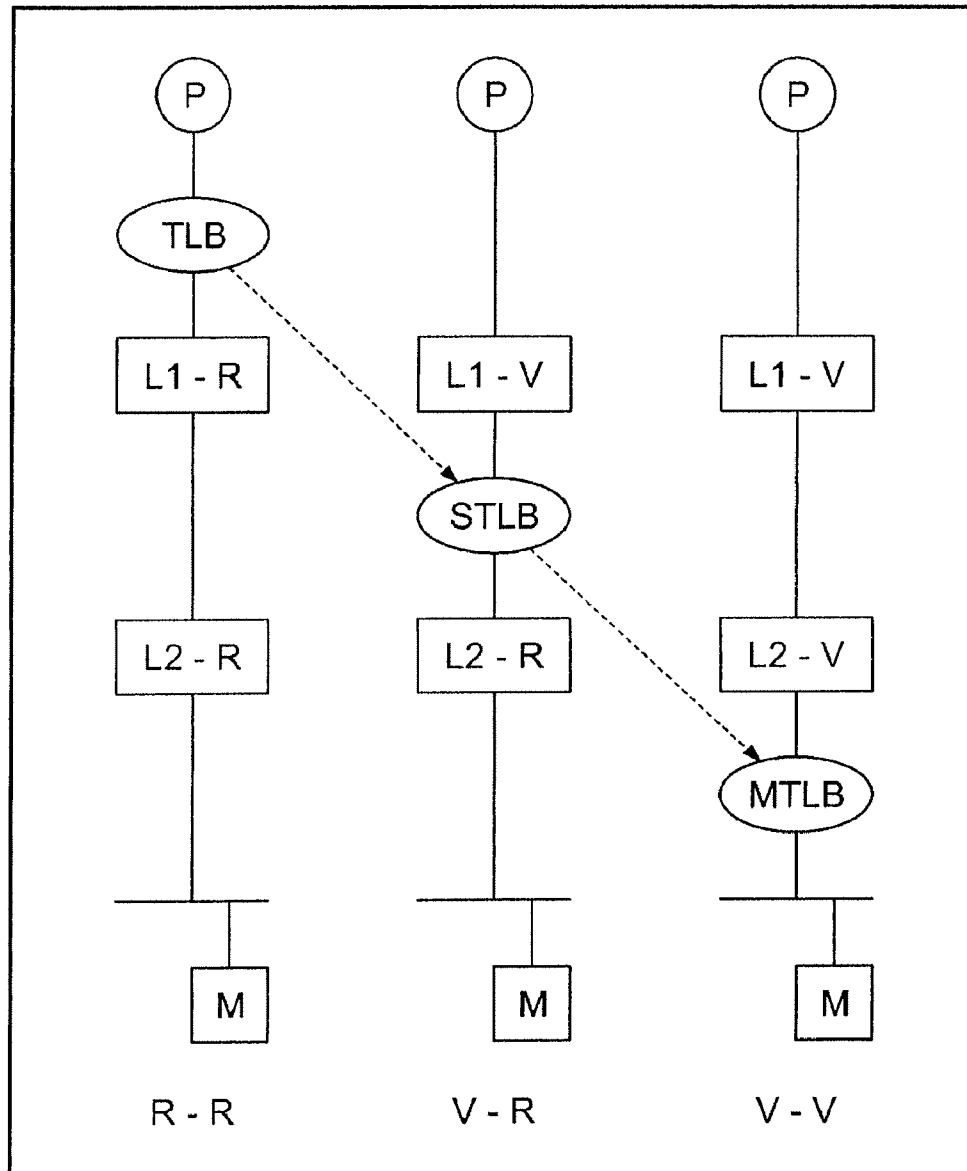 P P P
TLB
L1 - R L1 - V L1 - V
STLB
L2 - R L2 - R L2 - V
MTLB
M M M
R - R V - R V - V